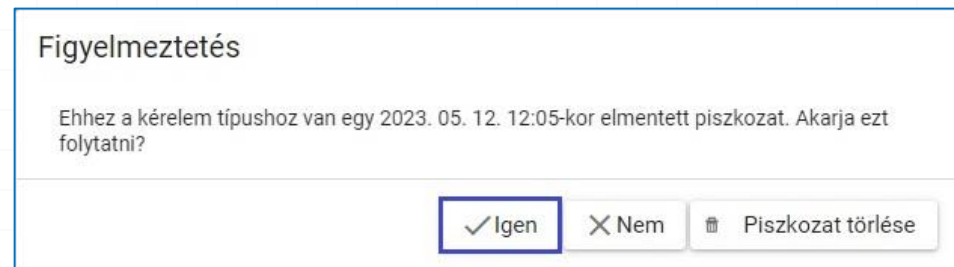 Figyelmeztetés
Ehhez a kérelem típushoz van egy 2023. 05. 12. 12:05-kor elmentett piszkozat. Akarja ezt
folytatni?
Igen Nem Piszkozat törlése